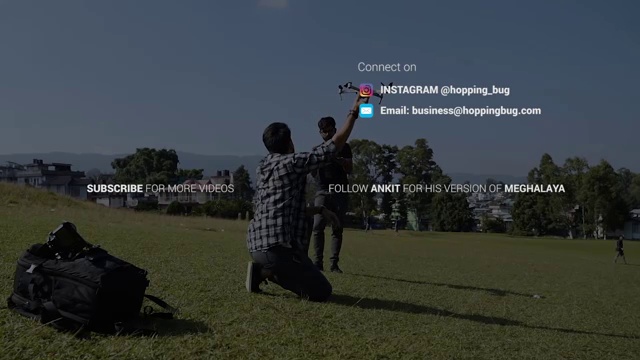 Connect on
INSTAGRAM @hopping_bug
Email: business@hoppingbug.com
SUBSCRIBE FOR MORE VIDEOS
FOLLOW ANKIT FOR HIS VERSION OF MEGHALAYA